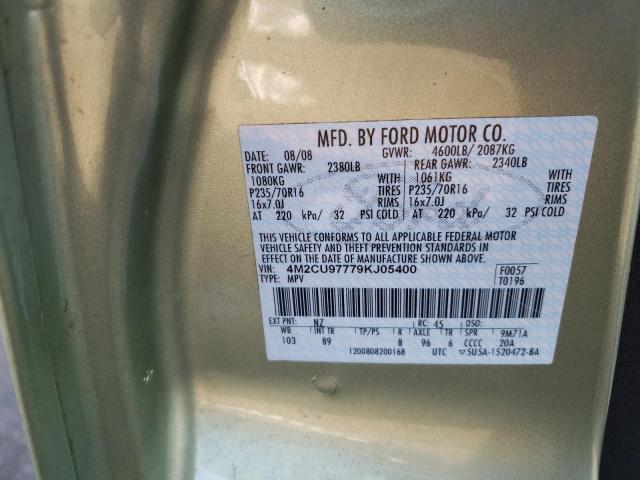 MFD. BY FORD MOTOR CO.
DATE: 08/08 GVWR: 4600LB/ 2087KG
FRONT GAWR: 2380LB REAR GAWR: 2340LB
1080KG WITH 1061KG WITH
P235/70R16 TIRES P235/70R16 TIRES
16x7.0J RIMS 16x7.0J RIMS
AT 220 kPa/ 32 PSI COLD AT 220 kPa/ 32 PSI COLD
THIS VEHICLE CONFORMS TO ALL APPLICABLE FEDERAL MOTOR
VEHICLE SAFETY AND THEFT PREVENTION STANDARDS IN
EFFECT ON THE DATE OF MANUFACTURE SHOWN ABOVE.
VIN: 4M2CU97779KJ05400 F0057
TYPE: MPV T0196
EXT PNT: NZ RC: 45 DSO:
WB INT TR TP/PS R AXLE TR SPR 9M71A
103 89 8 96 6 CCCC 20A
1200808200168 UTC ▽5U5A-1520472-BA